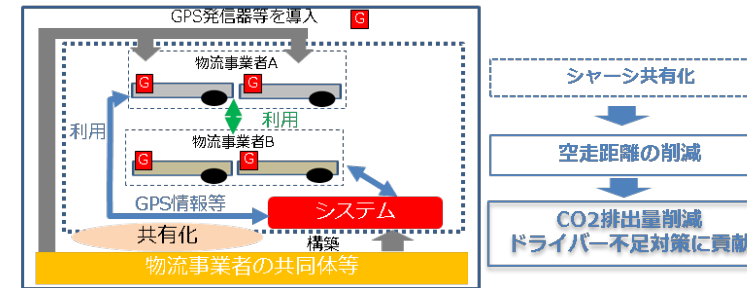 GPS発信器等を導入 G
物流事業者A
G G
利用
利用
物流事業者B
G G
GPS情報等
システム
共有化
構築
物流事業者の共同体等
シャーシ共有化
空走距離の削減
CO2排出量削減
ドライバー不足対策に貢献